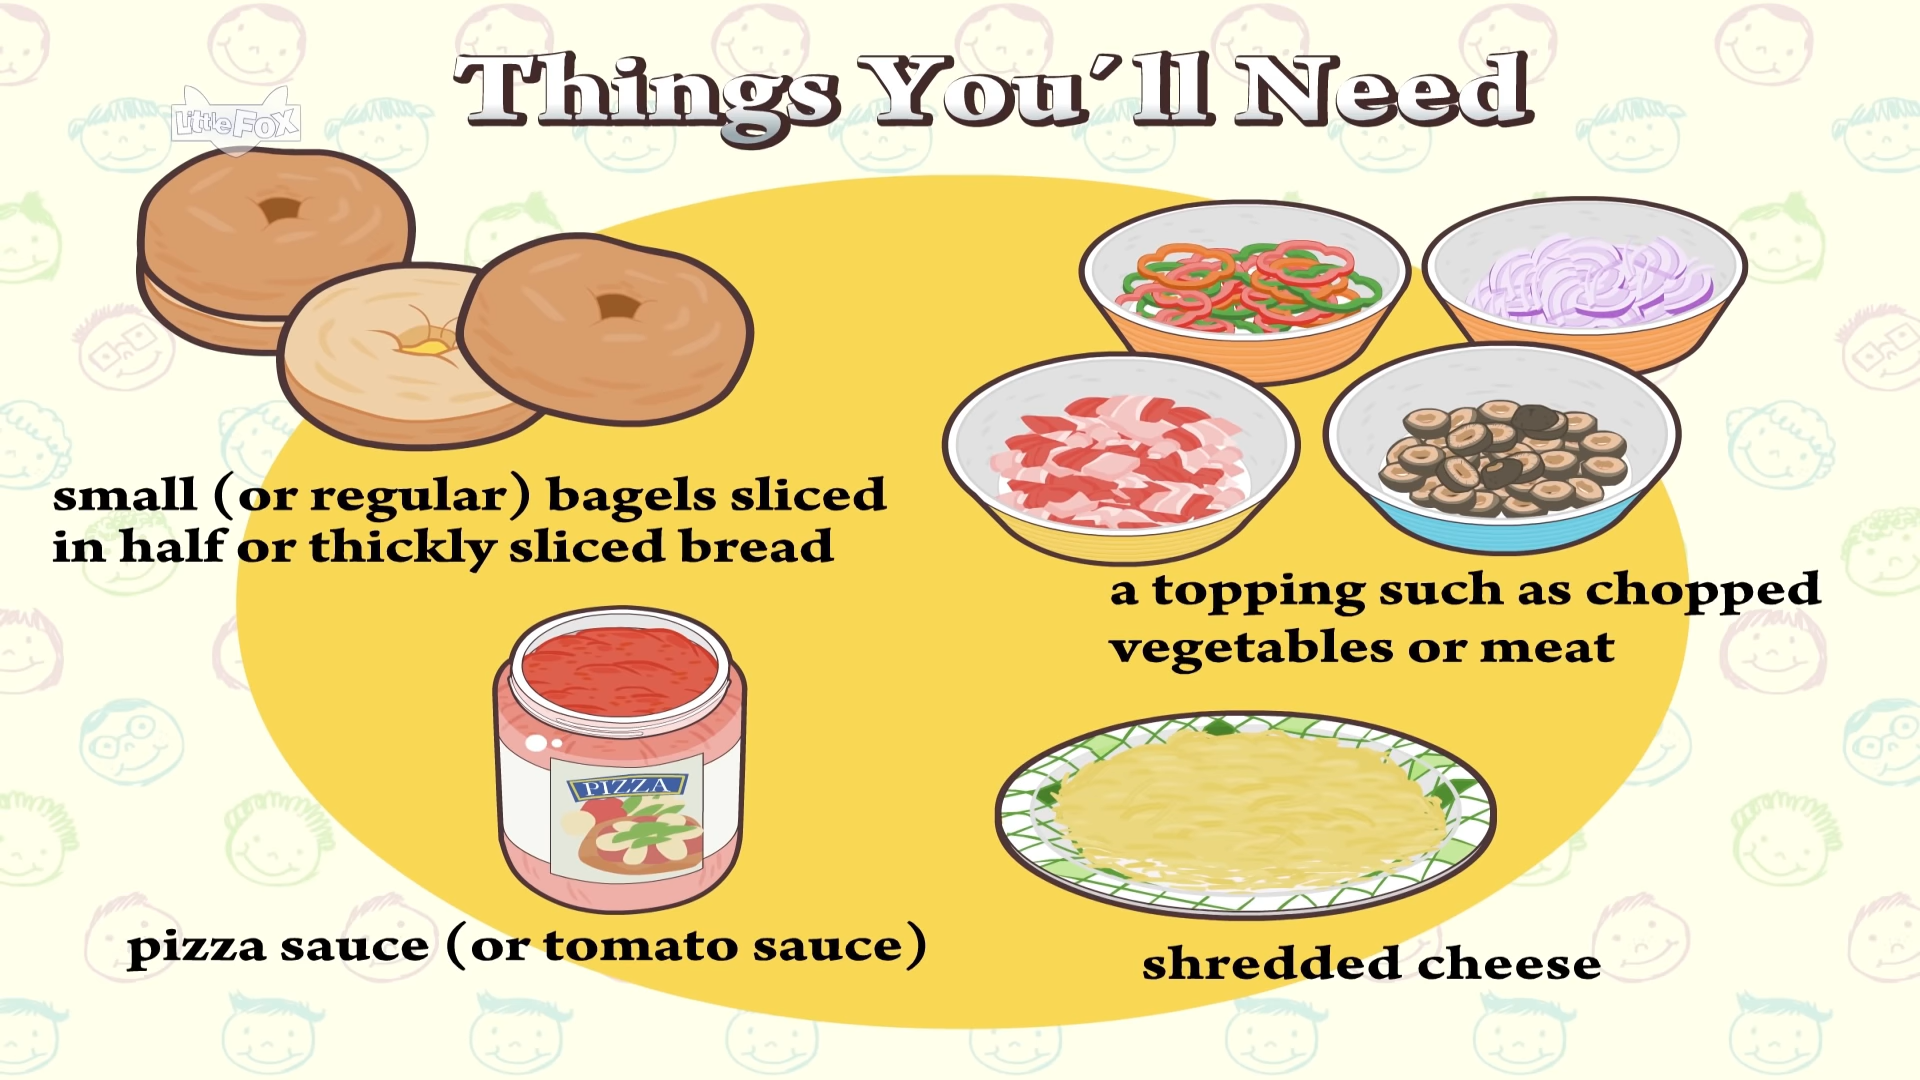 Things You´ll Need
Little Fox
small (or regular) bagels sliced
in half or thickly sliced bread
a topping such as chopped
vegetables or meat
PIZZA
pizza sauce (or tomato sauce)
shredded cheese